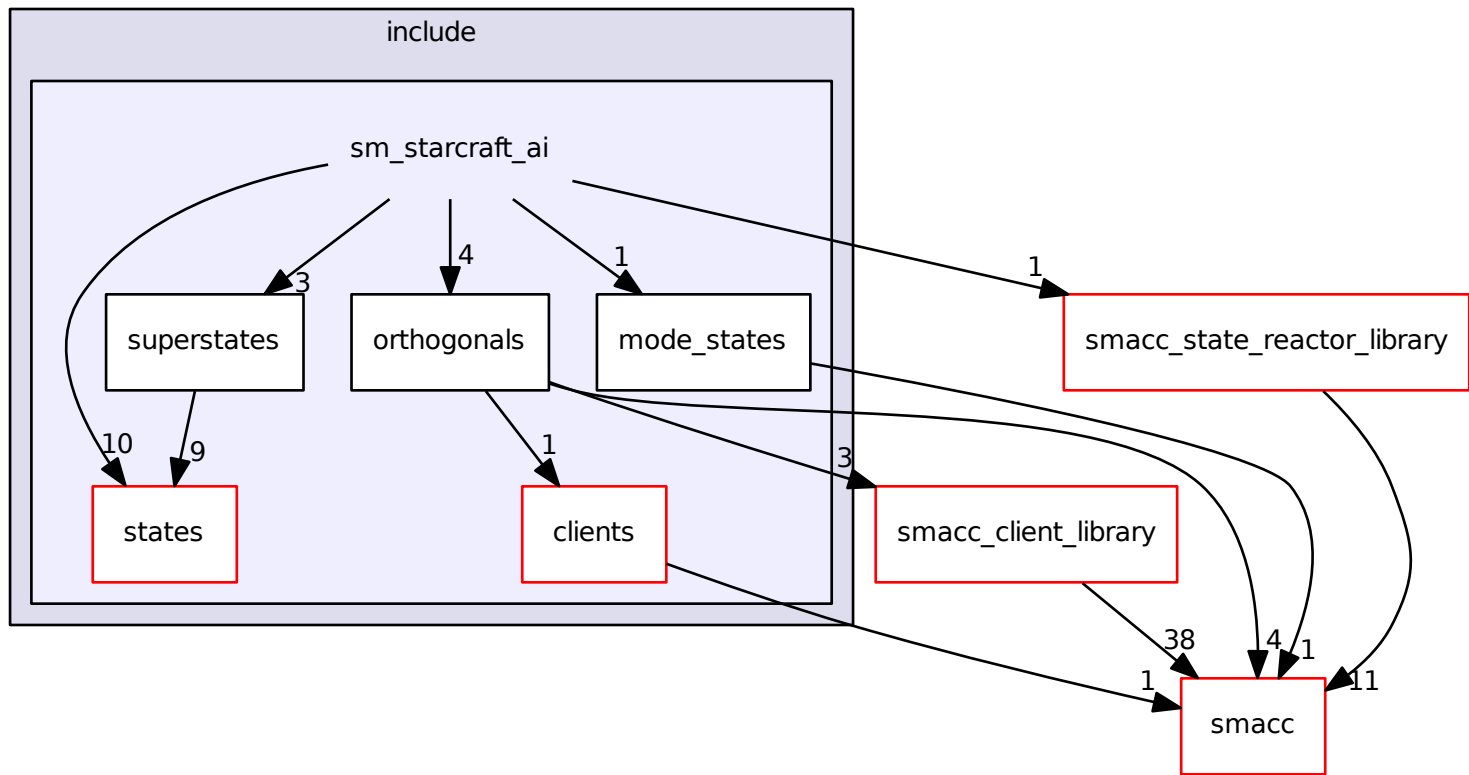 include
sm_starcraft_ai
1
1
4
3
superstates
orthogonals
mode_states
smacc_state_reactor_library
10
9
1
3
states
clients
smacc_client_library
38
4
1
1
11
smacc